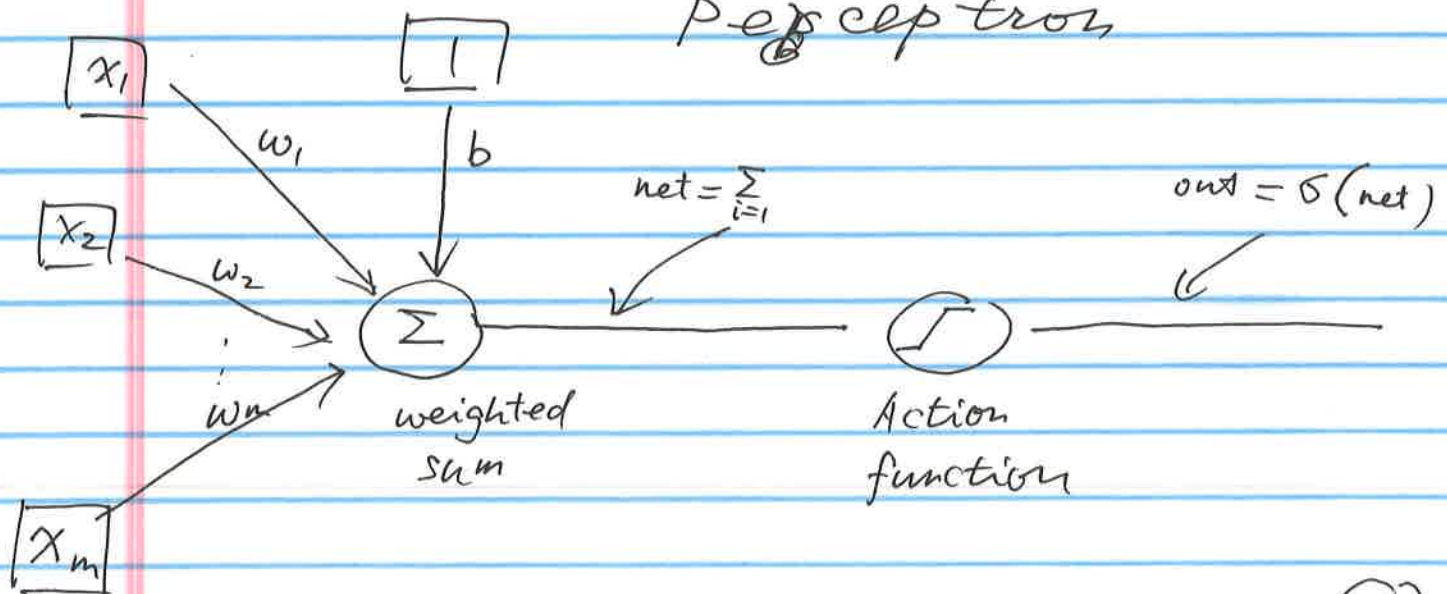 Perceptron
x₁
1
w₁
b
net = Σ i=1
out = σ(net)
x₂
w₂
Σ
wₘ
weighted
sum
Action
function
xₘ